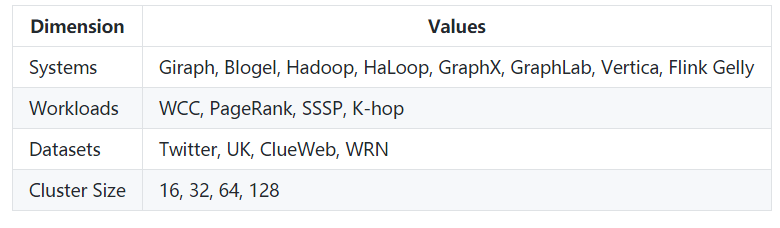 Dimension Values
Systems Giraph, Blogel, Hadoop, HaLoop, GraphX, GraphLab, Vertica, Flink Gelly
Workloads WCC, PageRank, SSSP, K-hop
Datasets Twitter, UK, ClueWeb, WRN
Cluster Size 16, 32, 64, 128